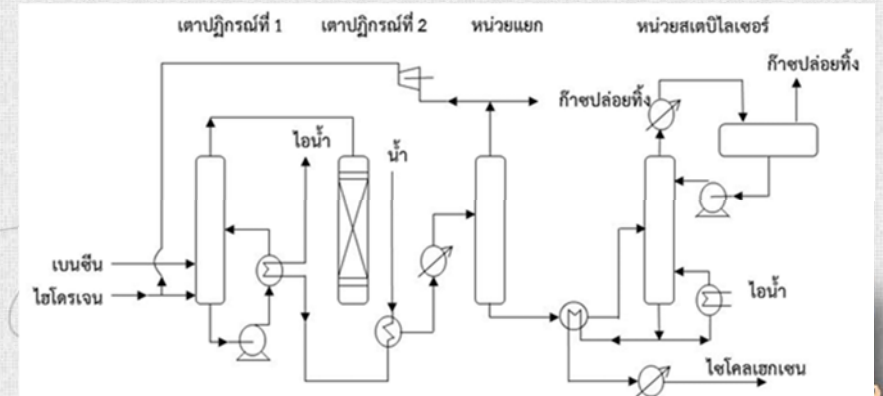 เตาปฏิกรณ์ที่ 1
เตาปฏิกรณ์ที่ 2
หน่วยแยก
หน่วยสเตบิไลเซอร์
ก๊าซปล่อยทิ้ง
ก๊าซปล่อยทิ้ง
ไอน้ำ
น้ำ
เบนซีน
ไฮโดรเจน
ไอน้ำ
ไซโคลเฮกเซน